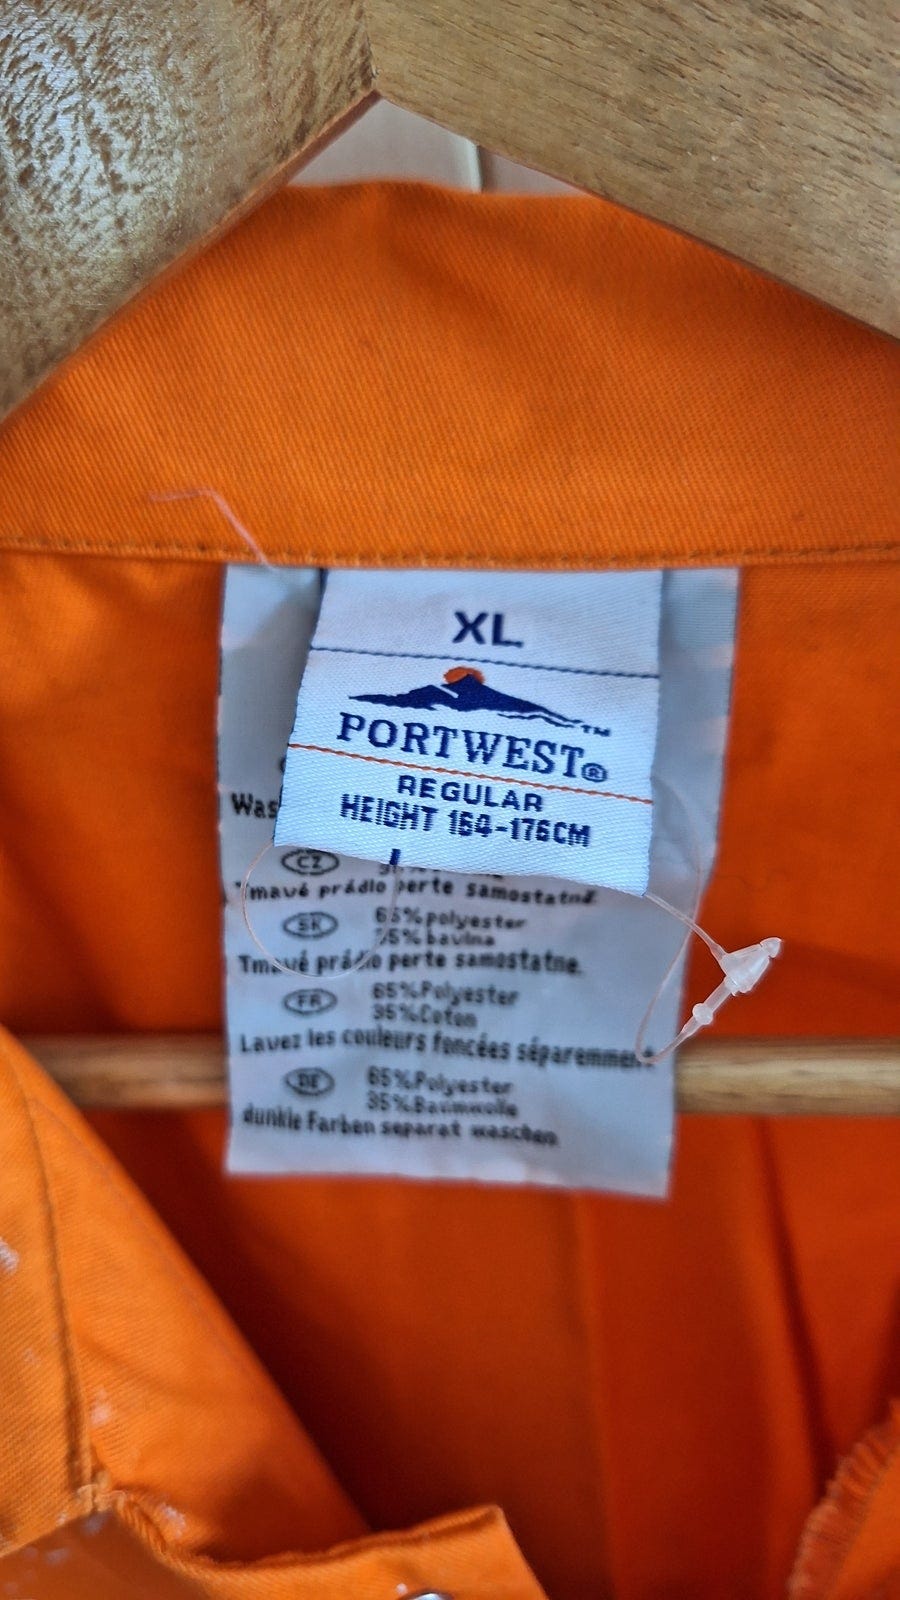 XL
PORTWEST®™
REGULAR
HEIGHT 164-176CM
Was
CZ
Tmavé prádlo perte samostatně.
SK 65%polyester
35%bavlna
Tmavé prádlo perte samostatne.
FR 65%Polyester
35%Coton
Lavez les couleurs foncées séparemment
DE 65%Polyester
35%Baumwolle
dunkle Farben separat waschen